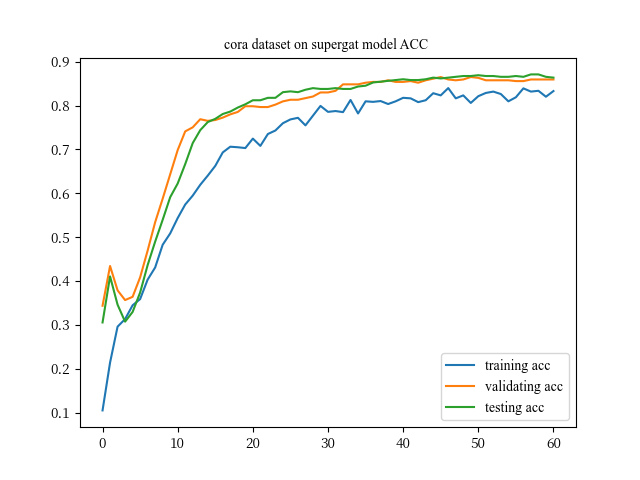 cora dataset on supergat model ACC
0.9
0.8
0.7
0.6
0.5
0.4
0.3
0.2
0.1
0 10 20 30 40 50 60
training acc
validating acc
testing acc